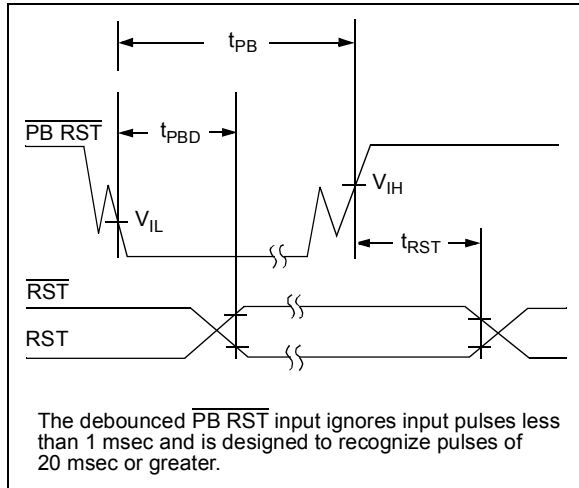 tPB
tPBD
PB RST
VIL
VIH
tRST
RST
RST
The debounced PB RST input ignores input pulses less
than 1 msec and is designed to recognize pulses of
20 msec or greater.